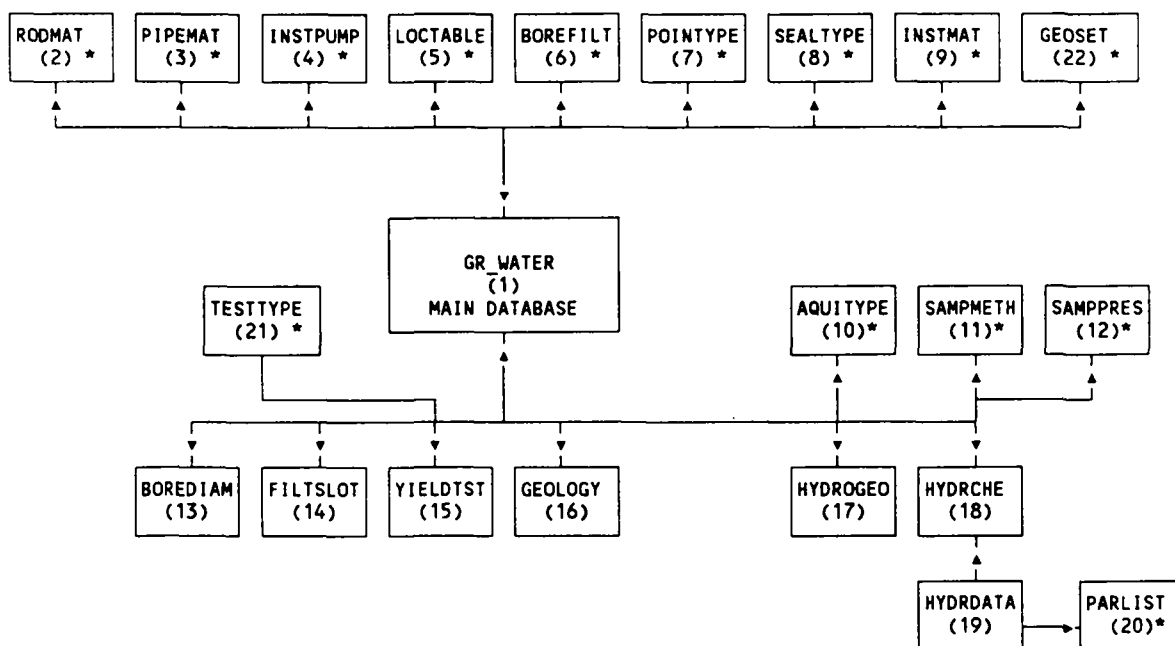 RODMAT
(2) *
PIPEMAT
(3) *
INSTPUMP
(4) *
LOCTABLE
(5) *
BOREFILT
(6) *
POINTYPE
(7) *
SEALTYPE
(8) *
INSTMAT
(9) *
GEOSET
(22) *
GR_WATER
(1)
MAIN DATABASE
TESTTYPE
(21) *
AQUITYPE
(10)*
SAMPMETH
(11)*
SAMPPRES
(12)*
BOREDIAM
(13)
FILTSLOT
(14)
YIELDTST
(15)
GEOLOGY
(16)
HYDROGEO
(17)
HYDRCHE
(18)
HYDRDATA
(19)
PARLIST
(20)*